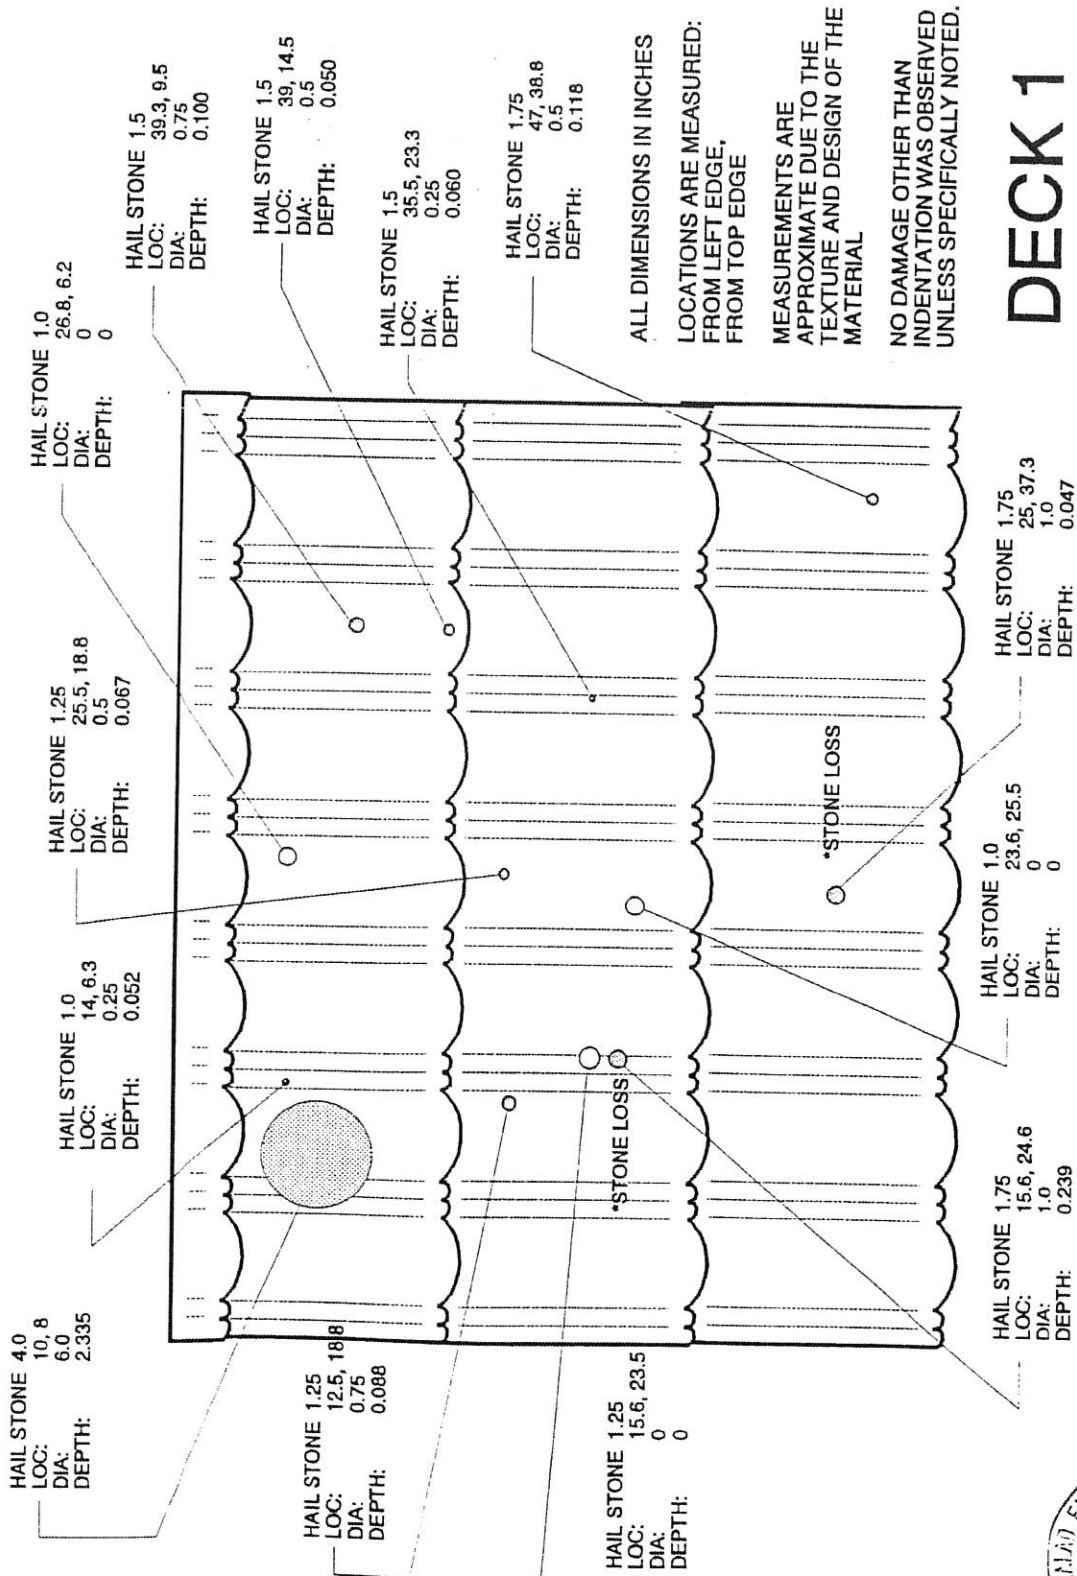 HAIL STONE 4.0
LOC: 10, 8
DIA: 6.0
DEPTH: 2.335
HAIL STONE 1.0
LOC: 14, 6.3
DIA: 0.25
DEPTH: 0.052
HAIL STONE 1.25
LOC: 25.5, 18.8
DIA: 0.5
DEPTH: 0.067
HAIL STONE 1.0
LOC: 26.8, 6.2
DIA: 0
DEPTH: 0
HAIL STONE 1.5
LOC: 39.3, 9.5
DIA: 0.75
DEPTH: 0.100
HAIL STONE 1.5
LOC: 39, 14.5
DIA: 0.5
DEPTH: 0.050
HAIL STONE 1.5
LOC: 35.5, 23.3
DIA: 0.25
DEPTH: 0.060
HAIL STONE 1.75
LOC: 47, 38.8
DIA: 0.5
DEPTH: 0.118
HAIL STONE 1.25
LOC: 12.5, 18.8
DIA: 0.75
DEPTH: 0.088
HAIL STONE 1.25
LOC: 15.6, 23.5
DIA: 0
DEPTH: 0
*STONE LOSS
*STONE LOSS
HAIL STONE 1.75
LOC: 15.6, 24.6
DIA: 1.0
DEPTH: 0.239
HAIL STONE 1.0
LOC: 23.6, 25.5
DIA: 0
DEPTH: 0
HAIL STONE 1.75
LOC: 25, 37.3
DIA: 1.0
DEPTH: 0.047
ALL DIMENSIONS IN INCHES
LOCATIONS ARE MEASURED:
FROM LEFT EDGE,
FROM TOP EDGE
MEASUREMENTS ARE
APPROXIMATE DUE TO THE
TEXTURE AND DESIGN OF THE
MATERIAL
NO DAMAGE OTHER THAN
INDENTATION WAS OBSERVED
UNLESS SPECIFICALLY NOTED.
DECK 1